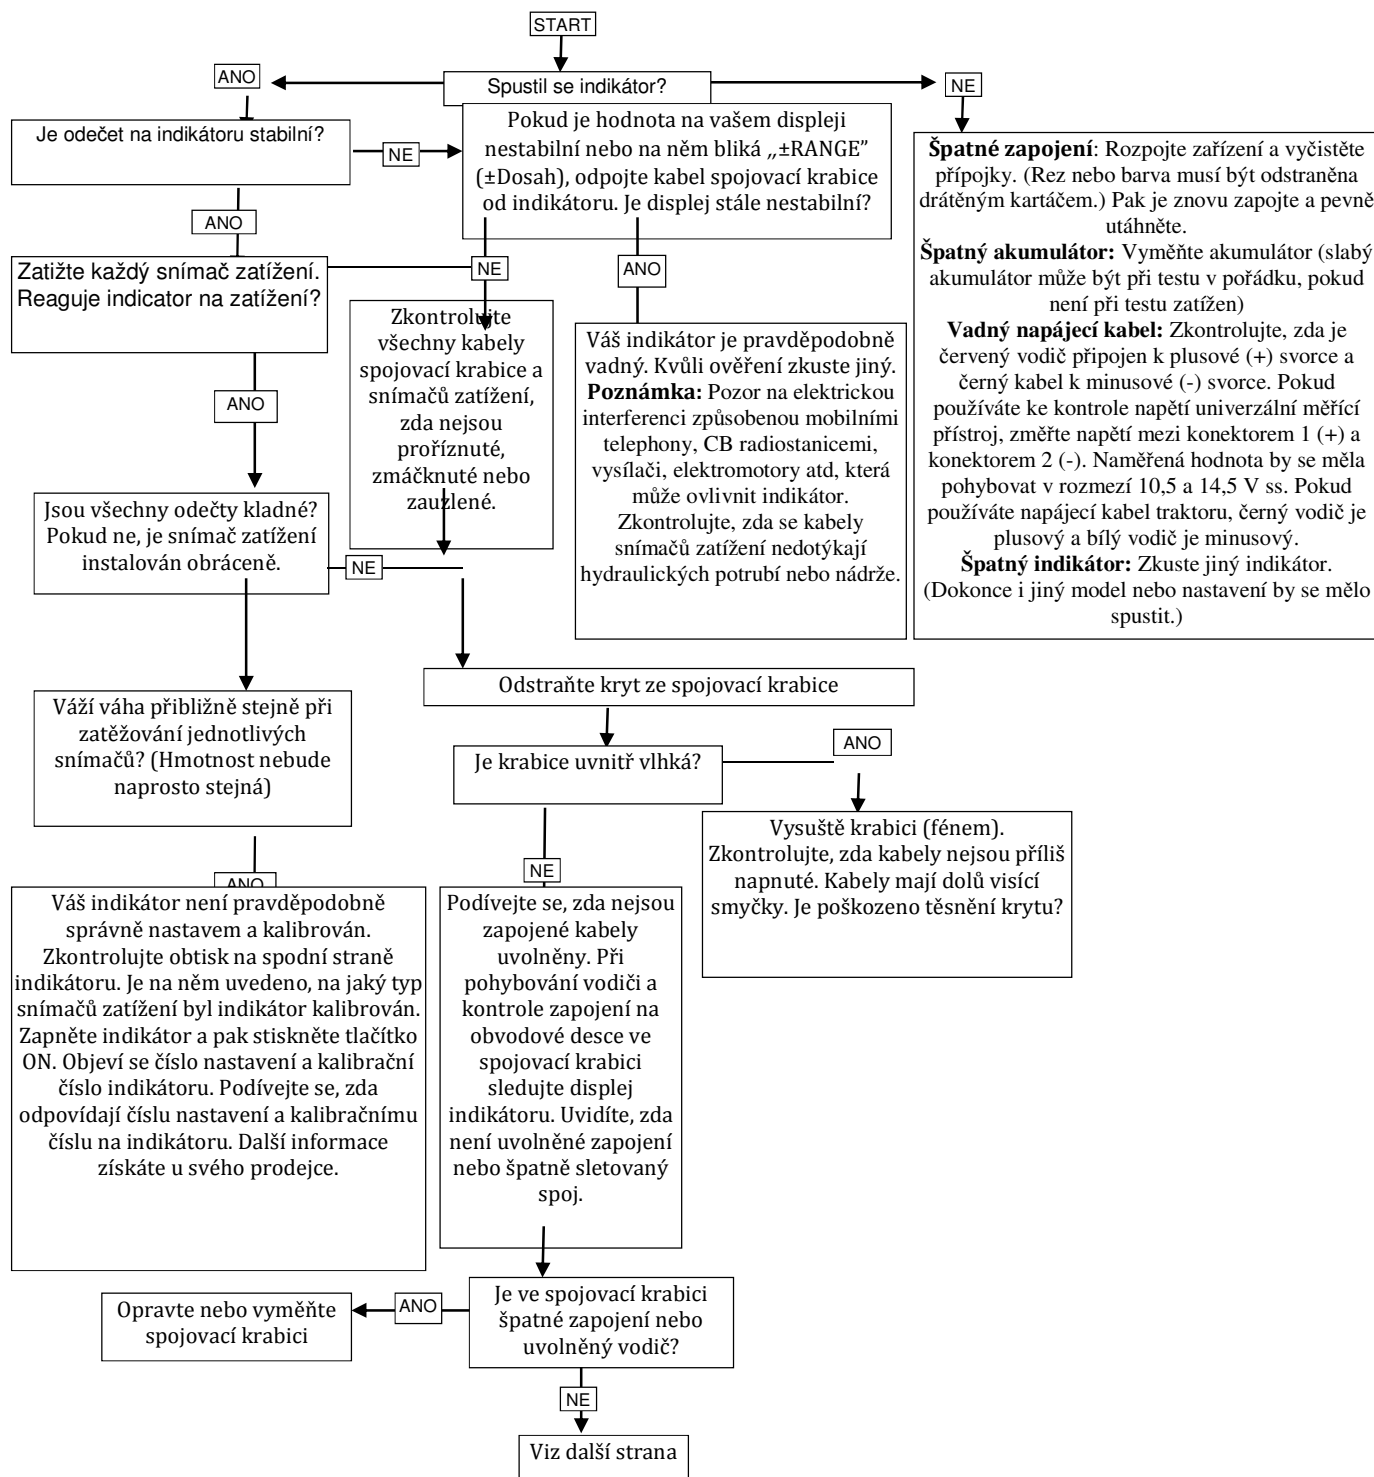 START
ANO
Spustil se indikátor?
NE
Je odečet na indikátoru stabilní?
NE
Pokud je hodnota na vašem displeji
nestabilní nebo na něm bliká „±RANGE”
(±Dosah), odpojte kabel spojovací krabice
od indikátoru. Je displej stále nestabilní?
Špatné zapojení: Rozpojte zařízení a vyčistěte
přípojky. (Rez nebo barva musí být odstraněna
drátěným kartáčem.) Pak je znovu zapojte a pevně
utáhněte.
Špatný akumulátor: Vyměňte akumulátor (slabý
akumulátor může být při testu v pořádku, pokud
není při testu zatížen)
Vadný napájecí kabel: Zkontrolujte, zda je
červený vodič připojen k plusové (+) svorce a
černý kabel k minusové (-) svorce. Pokud
používáte ke kontrole napětí univerzální měřící
přístroj, změřte napětí mezi konektorem 1 (+) a
konektorem 2 (-). Naměřená hodnota by se měla
pohybovat v rozmezí 10,5 a 14,5 V ss. Pokud
používáte napájecí kabel traktoru, černý vodič je
plusový a bílý vodič je minusový.
Špatný indikátor: Zkuste jiný indikátor.
(Dokonce i jiný model nebo nastavení by se mělo
spustit.)
ANO
Zatižte každý snímač zatížení.
Reaguje indicator na zatížení?
NE
ANO
Zkontrolujte
všechny kabely
spojovací krabice a
snímačů zatížení,
zda nejsou
proříznuté,
zmáčknuté nebo
zauzlené.
Váš indikátor je pravděpodobně
vadný. Kvůli ověření zkuste jiný.
Poznámka: Pozor na elektrickou
interferenci způsobenou mobilními
telephony, CB radiostanicemi,
vysílači, elektromotory atd, která
může ovlivnit indikátor.
Zkontrolujte, zda se kabely
snímačů zatížení nedotýkají
hydraulických potrubí nebo nádrže.
ANO
Jsou všechny odečty kladné?
Pokud ne, je snímač zatížení
instalován obráceně.
NE
Odstraňte kryt ze spojovací krabice
Váží váha přibližně stejně při
zatěžování jednotlivých
snímačů? (Hmotnost nebude
naprosto stejná)
Je krabice uvnitř vlhká?
ANO
Vysuště krabici (fénem).
Zkontrolujte, zda kabely nejsou příliš
napnuté. Kabely mají dolů visící
smyčky. Je poškozeno těsnění krytu?
ANO
NE
Váš indikátor není pravděpodobně
správně nastavem a kalibrován.
Zkontrolujte obtisk na spodní straně
indikátoru. Je na něm uvedeno, na jaký typ
snímačů zatížení byl indikátor kalibrován.
Zapněte indikátor a pak stiskněte tlačítko
ON. Objeví se číslo nastavení a kalibrační
číslo indikátoru. Podívejte se, zda
odpovídají číslu nastavení a kalibračnímu
číslu na indikátoru. Další informace
získáte u svého prodejce.
Podívejte se, zda nejsou
zapojené kabely
uvolněny. Při
pohybování vodiči a
kontrole zapojení na
obvodové desce ve
spojovací krabici
sledujte displej
indikátoru. Uvidíte, zda
není uvolněné zapojení
nebo špatně sletovaný
spoj.
Opravte nebo vyměňte
spojovací krabici
ANO
Je ve spojovací krabici
špatné zapojení nebo
uvolněný vodič?
NE
Viz další strana